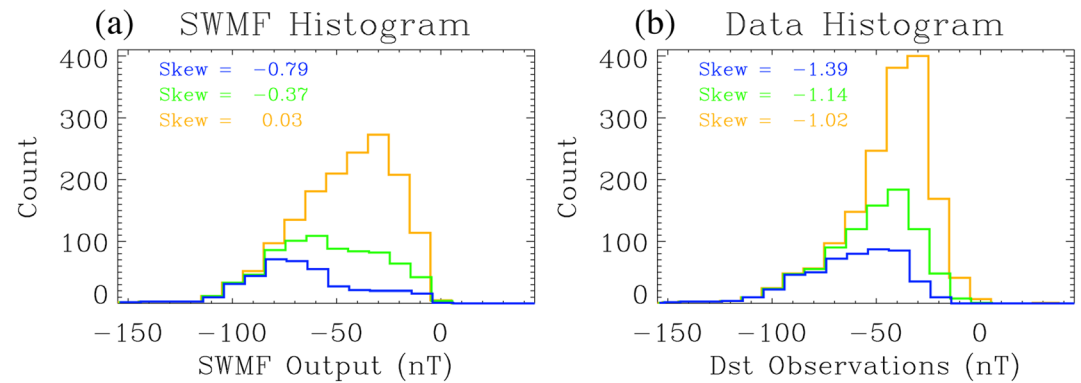 (a) SWMF Histogram
Skew = -0.79
Skew = -0.37
Skew = 0.03
400
300
200
100
0
Count
-150 -100 -50 0
SWMF Output (nT)
(b) Data Histogram
Skew = -1.39
Skew = -1.14
Skew = -1.02
400
300
200
100
0
Count
-150 -100 -50 0
Dst Observations (nT)